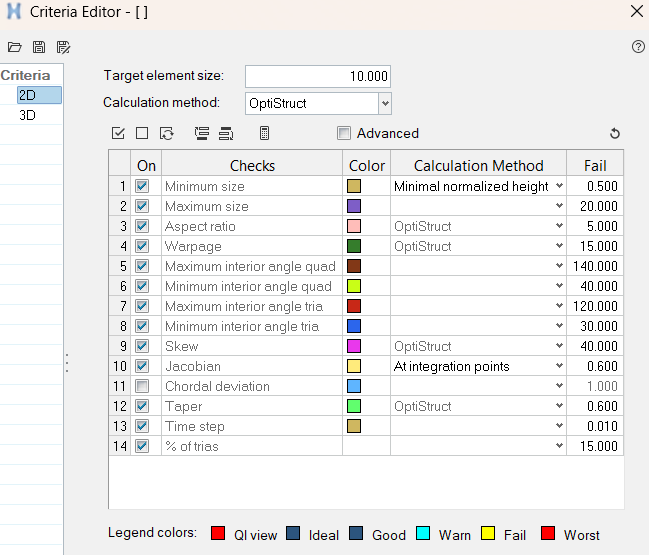 Criteria Editor - [ ]
Criteria
2D
3D
Target element size: 10.000
Calculation method: OptiStruct
Advanced
On Checks Color Calculation Method Fail
1 Minimum size Minimal normalized height 0.500
2 Maximum size 20.000
3 Aspect ratio OptiStruct 5.000
4 Warpage OptiStruct 15.000
5 Maximum interior angle quad 140.000
6 Minimum interior angle quad 40.000
7 Maximum interior angle tria 120.000
8 Minimum interior angle tria 30.000
9 Skew OptiStruct 40.000
10 Jacobian At integration points 0.600
11 Chordal deviation 1.000
12 Taper OptiStruct 0.600
13 Time step 0.010
14 % of trias 15.000
Legend colors: QI view Ideal Good Warn Fail Worst